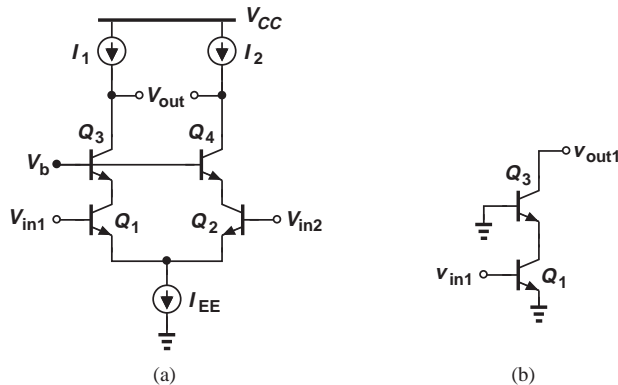 V_CC
I_1 I_2
V_out
Q_3 Q_4
V_b
V_in1 Q_1 Q_2 V_in2
I_EE
(a)
v_out1
Q_3
v_in1 Q_1
(b)